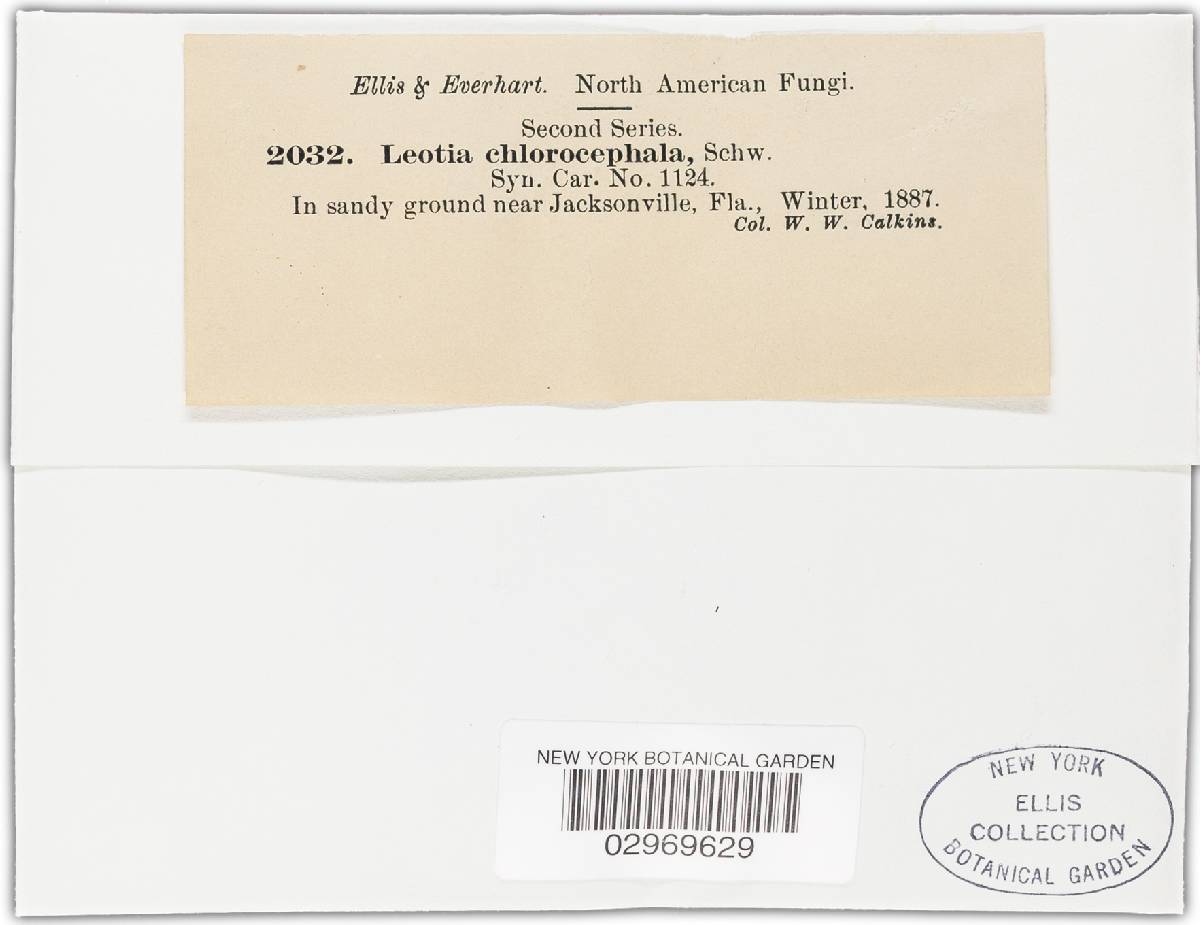 Ellis & Everhart. North American Fungi.
Second Series.
2032. Leotia chlorocephala, Schw.
Syn. Car. No. 1124.
In sandy ground near Jacksonville, Fla., Winter, 1887.
Col. W. W. Calkins.
NEW YORK BOTANICAL GARDEN
02969629
NEW YORK
ELLIS
COLLECTION
BOTANICAL GARDEN